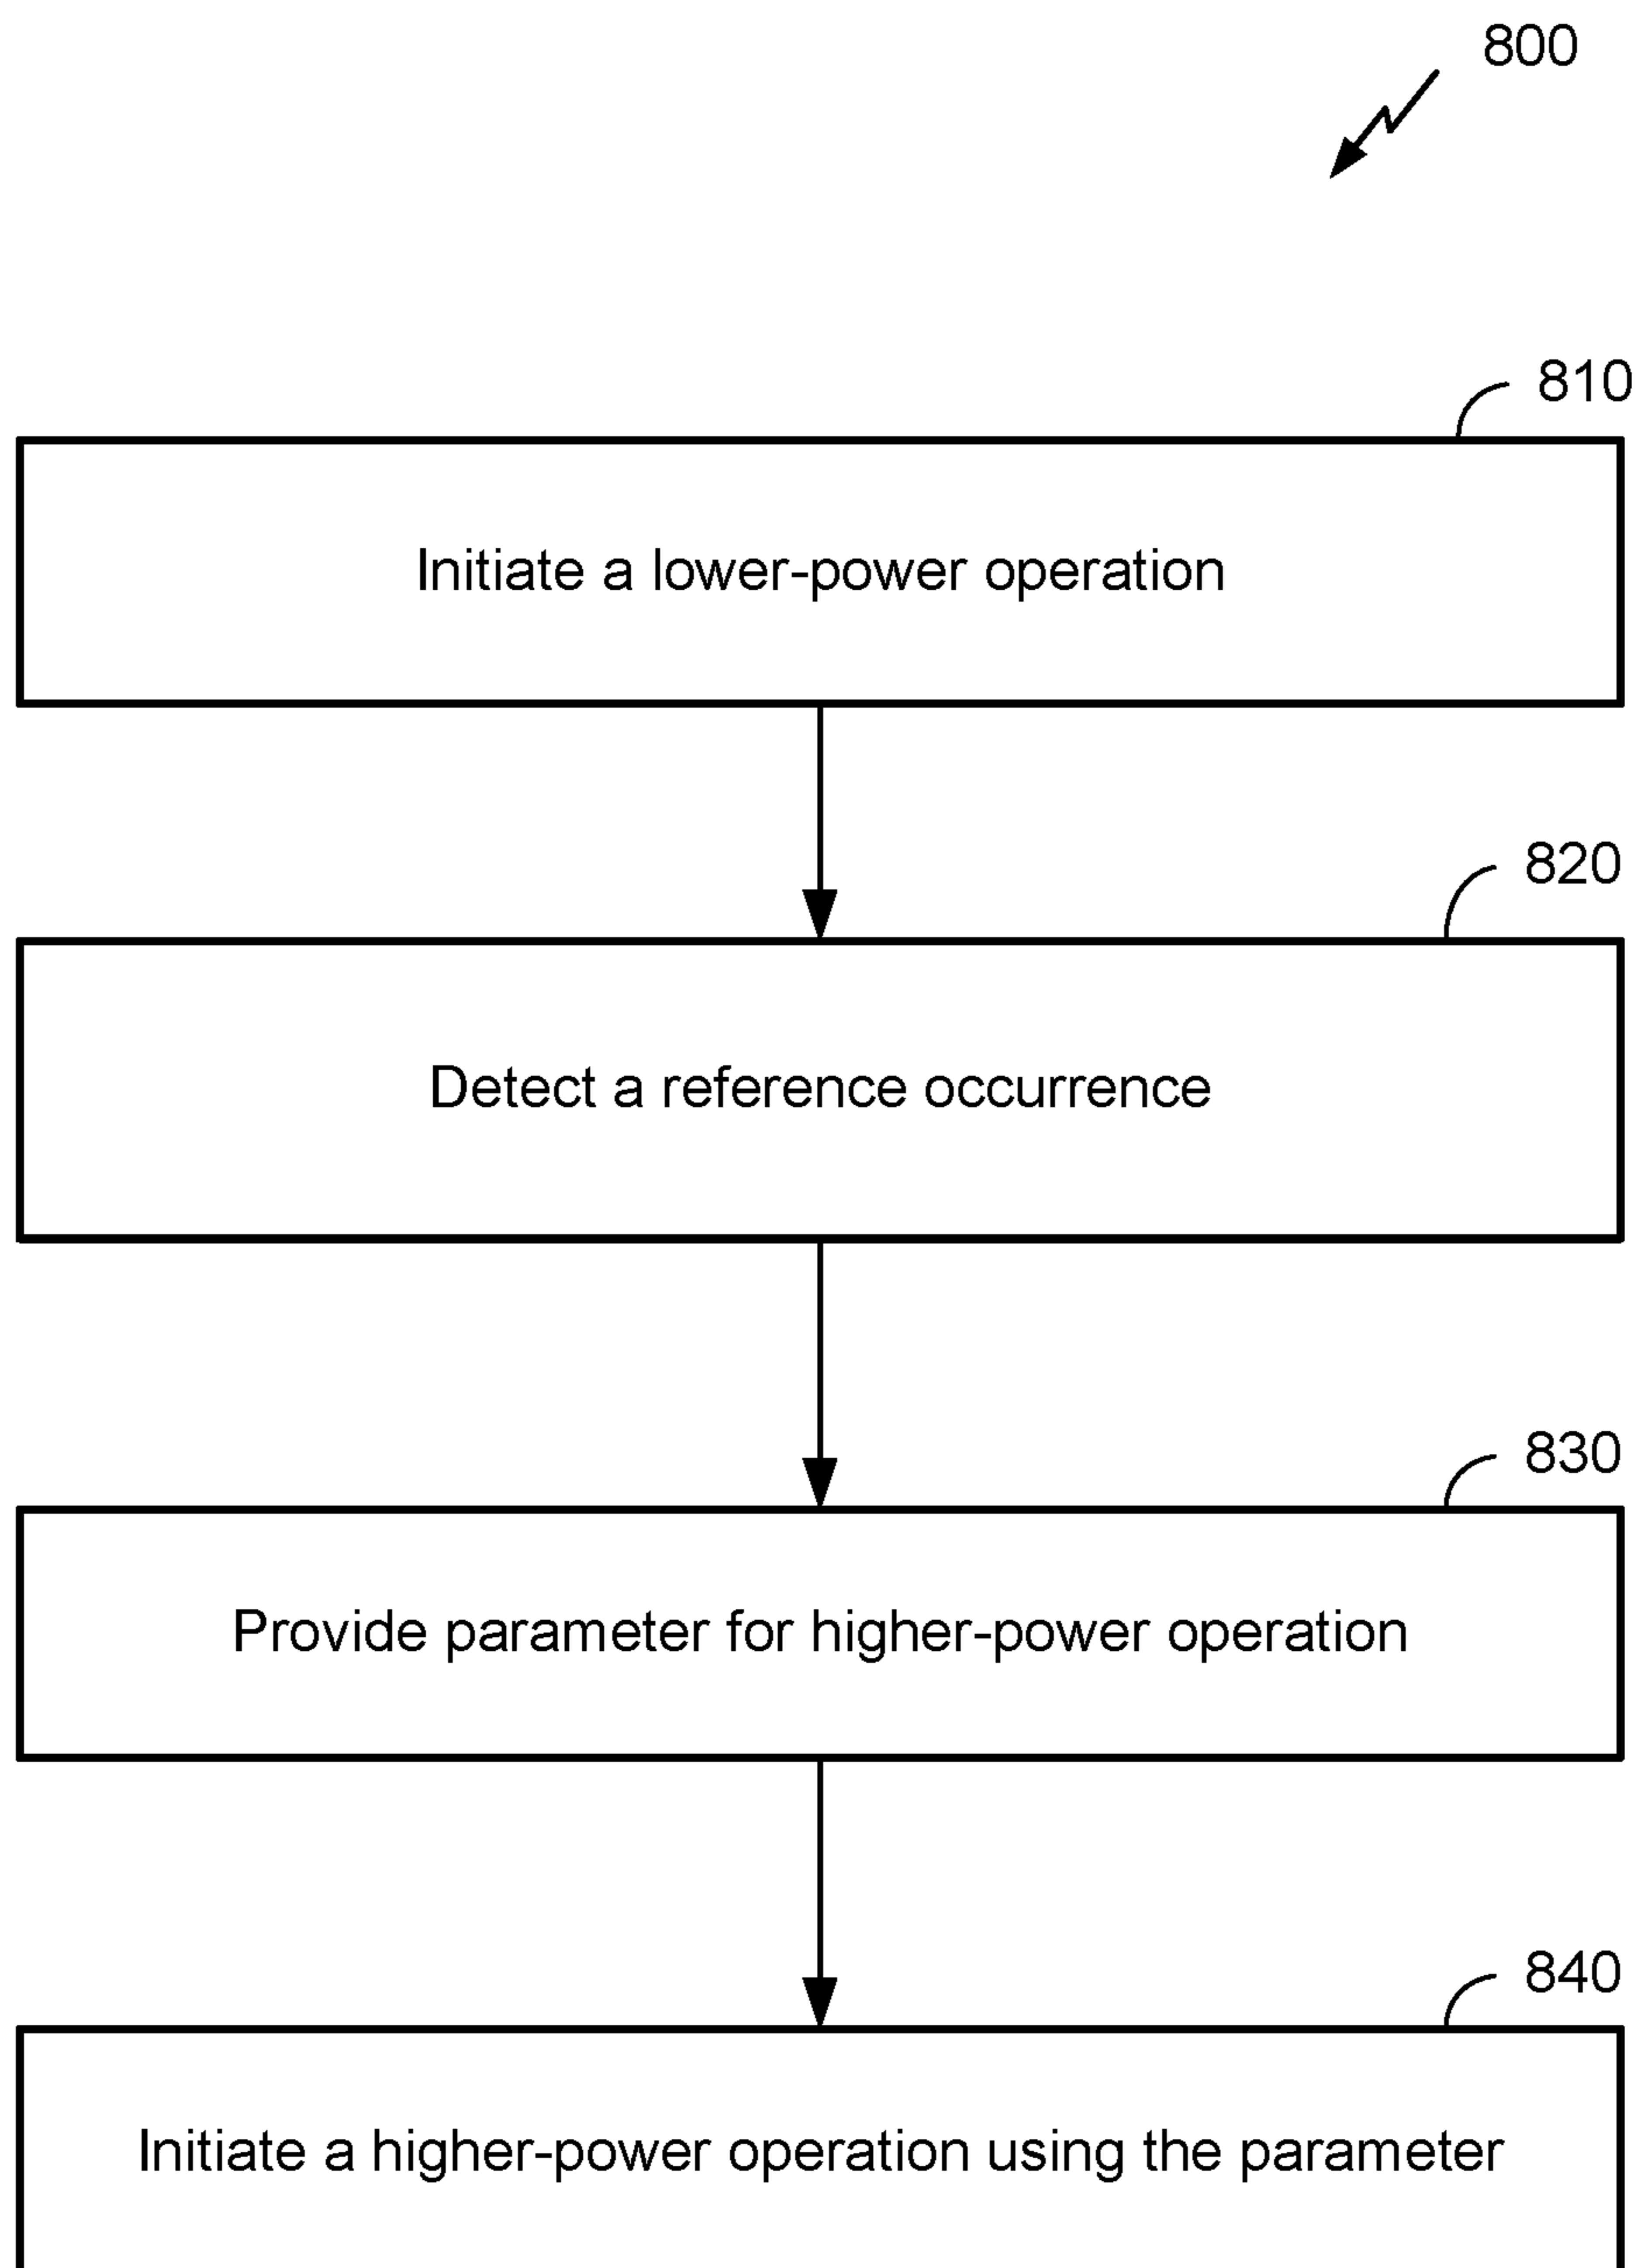 800
810
Initiate a lower-power operation
820
Detect a reference occurrence
830
Provide parameter for higher-power operation
840
Initiate a higher-power operation using the parameter